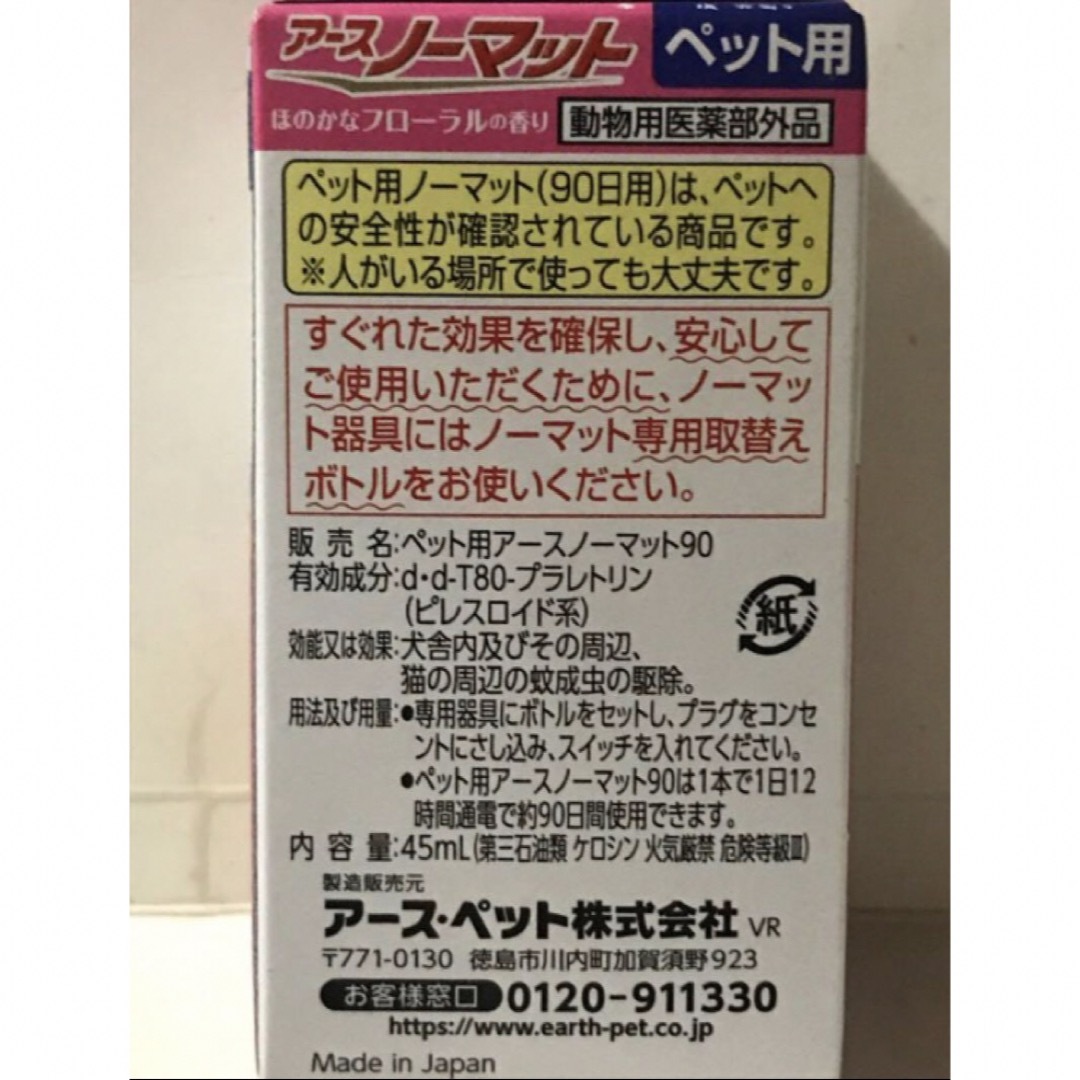 アースノーマット ペット用
ほのかなフローラルの香り 動物用医薬部外品
ペット用ノーマット(90日用)は、ペットへ
の安全性が確認されている商品です。
※人がいる場所で使っても大丈夫です。
すぐれた効果を確保し、安心して
ご使用いただくために、ノーマッ
ト器具にはノーマット専用取替え
ボトルをお使いください。
販売名:ペット用アースノーマット90
有効成分:d・d-T80-プラレトリン
(ピレスロイド系)
紙
効能又は効果:犬舎内及びその周辺、
猫の周辺の蚊成虫の駆除。
用法及び用量:●専用器具にボトルをセットし、プラグをコンセ
ントにさし込み、スイッチを入れてください。
●ペット用アースノーマット90は1本で1日12
時間通電で約90日間使用できます。
内容量:45mL(第三石油類 ケロシン 火気厳禁 危険等級Ⅲ)
製造販売元
アース・ペット株式会社 VR
〒771-0130 徳島市川内町加賀須野923
お客様窓口 0120-911330
https://www.earth-pet.co.jp
Made in Japan